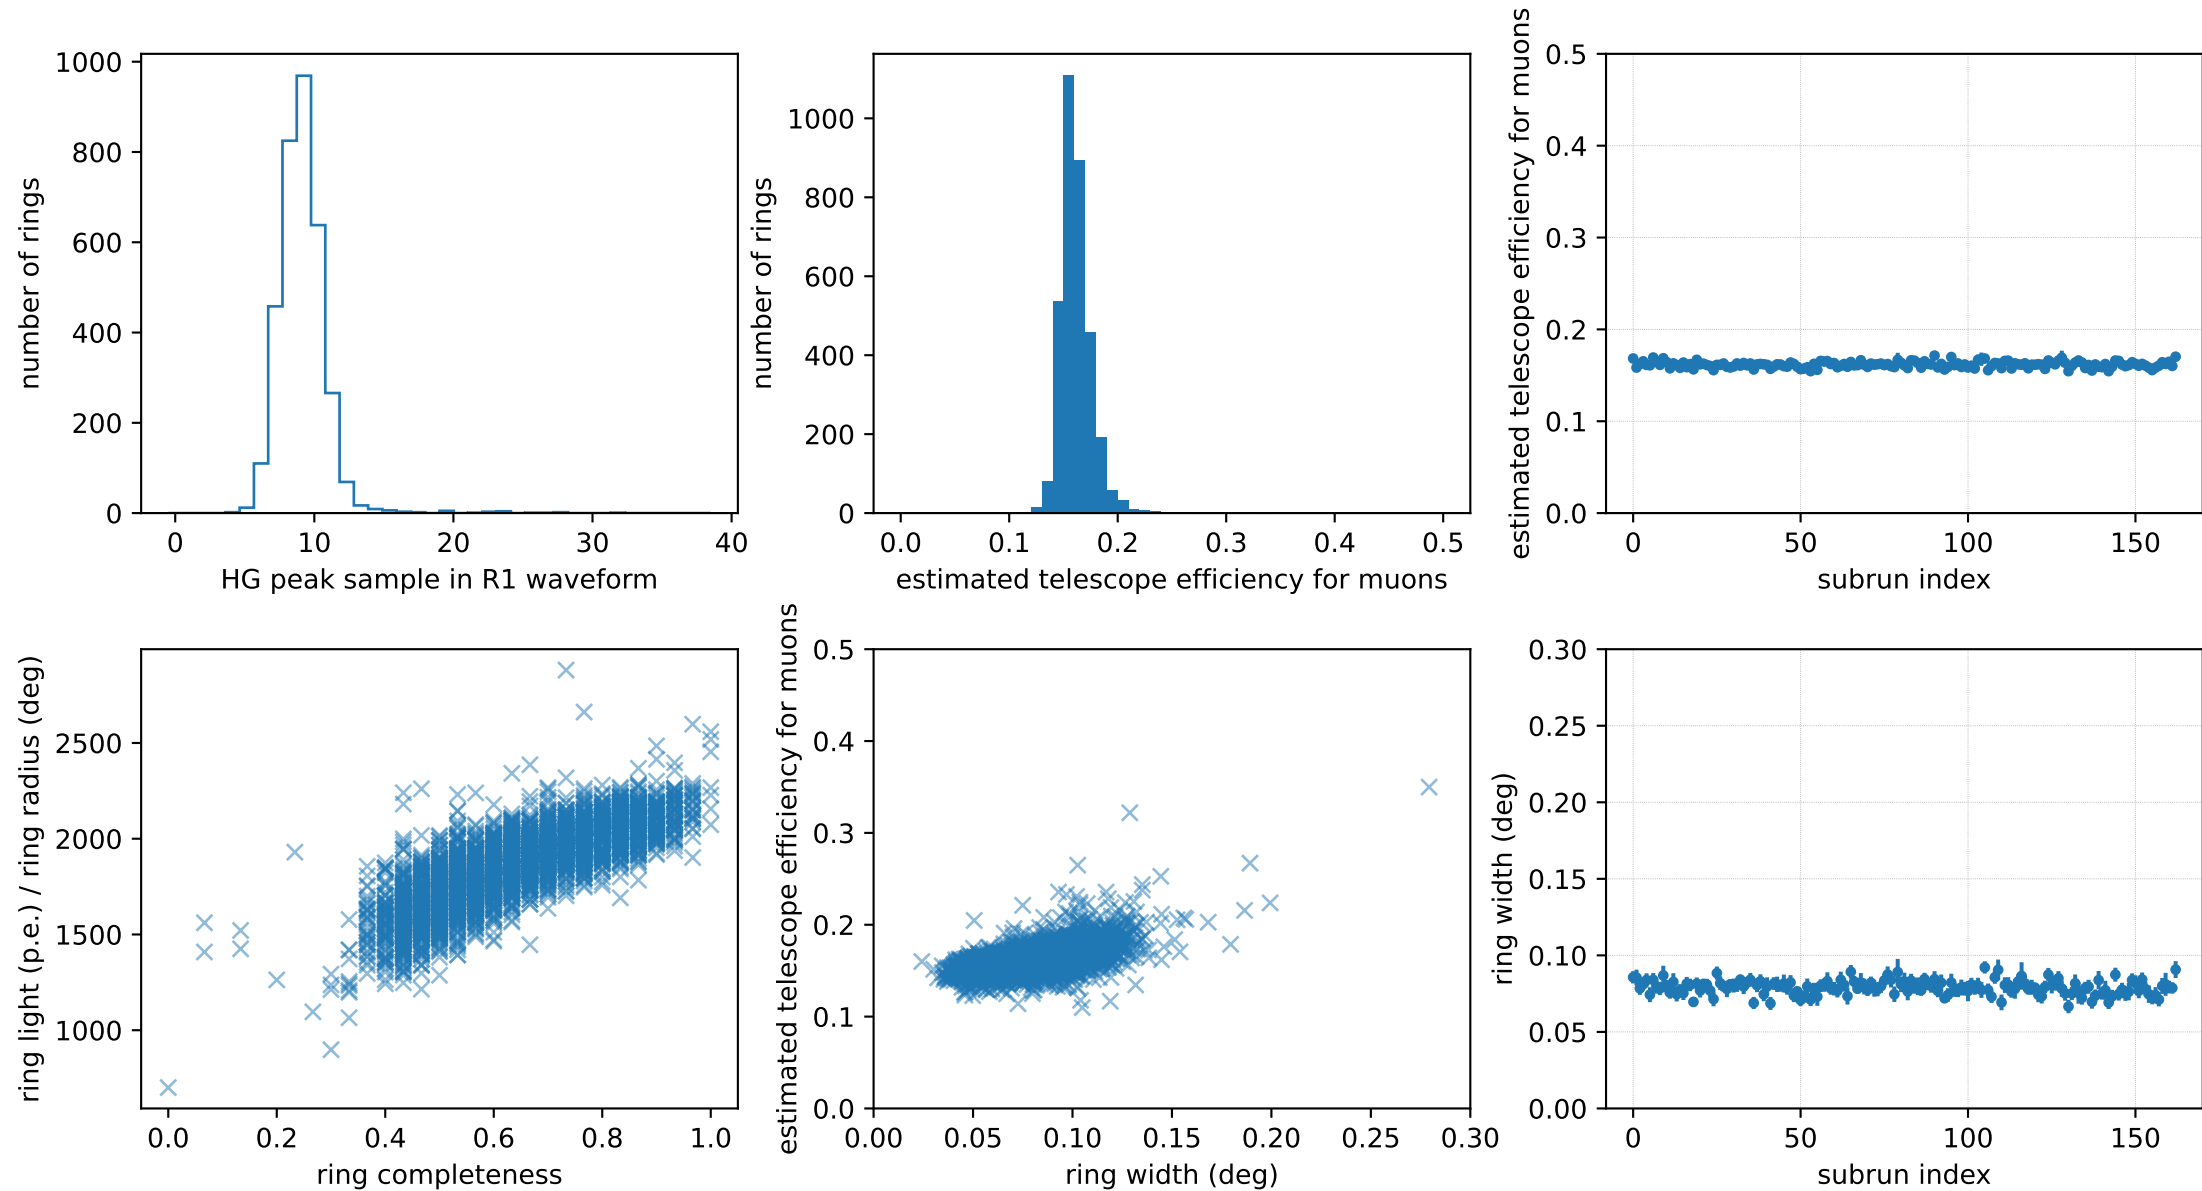 1000
800
600
400
200
0
number of rings
0 10 20 30 40
HG peak sample in R1 waveform
1000
800
600
400
200
0
number of rings
0.0 0.1 0.2 0.3 0.4 0.5
estimated telescope efficiency for muons
0.5
0.4
0.3
0.2
0.1
0.0
estimated telescope efficiency for muons
0 50 100 150
subrun index
2500
2000
1500
1000
ring light (p.e.) / ring radius (deg)
0.0 0.2 0.4 0.6 0.8 1.0
ring completeness
0.5
0.4
0.3
0.2
0.1
0.0
estimated telescope efficiency for muons
0.00 0.05 0.10 0.15 0.20 0.25 0.30
ring width (deg)
0.30
0.25
0.20
0.15
0.10
0.05
0.00
ring width (deg)
0 50 100 150
subrun index